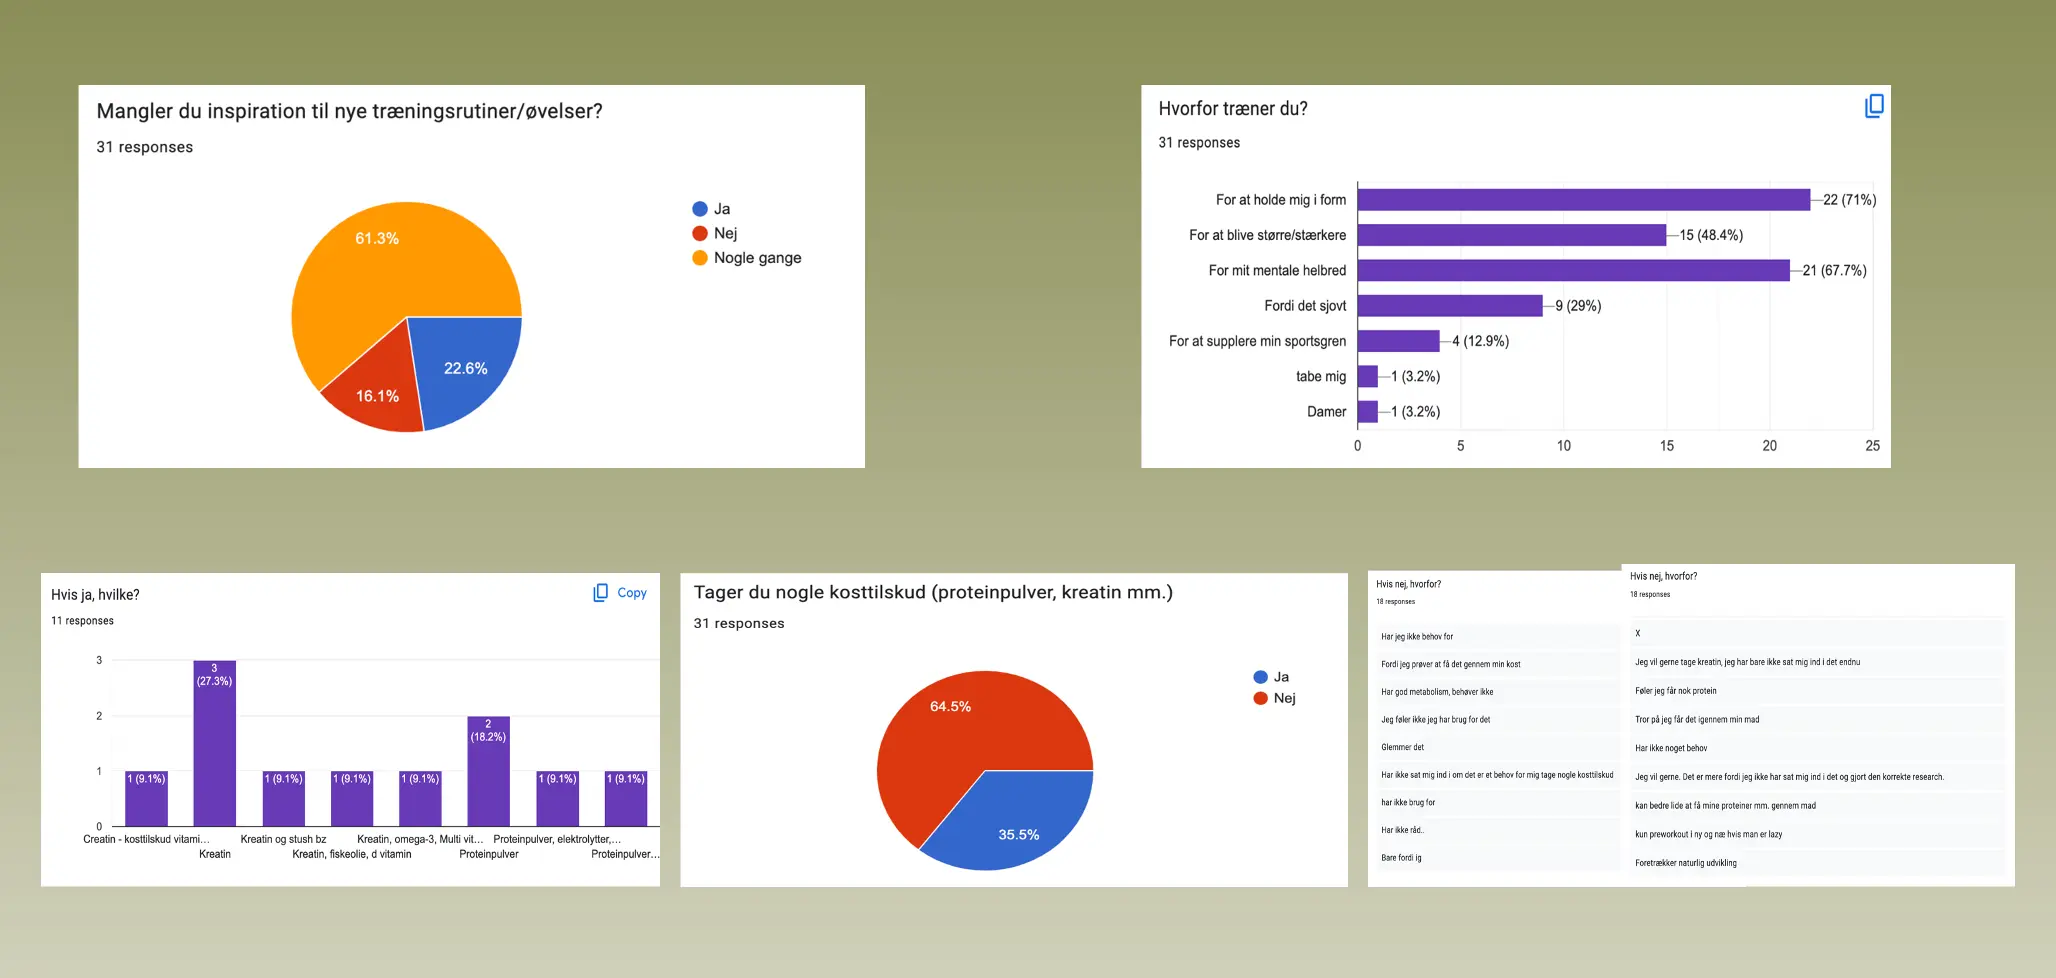 Mangler du inspiration til nye træningsrutiner/øvelser?
31 responses
61.3%
22.6%
16.1%
Ja
Nej
Nogle gange
Hvorfor træner du?
31 responses
For at holde mig i form
22 (71%)
For at blive større/stærkere
15 (48.4%)
For mit mentale helbred
21 (67.7%)
Fordi det sjovt
9 (29%)
For at supplere min sportsgren
4 (12.9%)
tabe mig
1 (3.2%)
Damer
1 (3.2%)
0 5 10 15 20 25
Hvis ja, hvilke?
Copy
11 responses
3
2
1
0
1 (9.1%)
3
(27.3%)
1 (9.1%)
1 (9.1%)
1 (9.1%)
2
(18.2%)
1 (9.1%)
1 (9.1%)
Creatin - kosttilskud vitami…
Kreatin
Kreatin og stush bz
Kreatin, fiskeolie, d vitamin
Kreatin, omega-3, Multi vit…
Proteinpulver
Proteinpulver, elektrolytter,…
Proteinpulver…
Tager du nogle kosttilskud (proteinpulver, kreatin mm.)
31 responses
64.5%
35.5%
Ja
Nej
Hvis nej, hvorfor?
18 responses
Har jeg ikke behov for
Fordi jeg prøver at få det gennem min kost
Har god metabolism, behøver ikke
Jeg føler ikke jeg har brug for det
Glemmer det
Har ikke sat mig ind i om det er et behov for mig tage nogle kosttilskud
har ikke brug for
Har ikke råd..
Bare fordi ig
Hvis nej, hvorfor?
18 responses
X
Jeg vil gerne tage kreatin, jeg har bare ikke sat mig ind i det endnu
Føler jeg får nok protein
Tror på jeg får det igennem min mad
Har ikke noget behov
Jeg vil gerne. Det er mere fordi jeg ikke har sat mig ind i det og gjort den korrekte research.
kan bedre lide at få mine proteiner mm. gennem mad
kun preworkout i ny og næ hvis man er lazy
Foretrækker naturlig udvikling